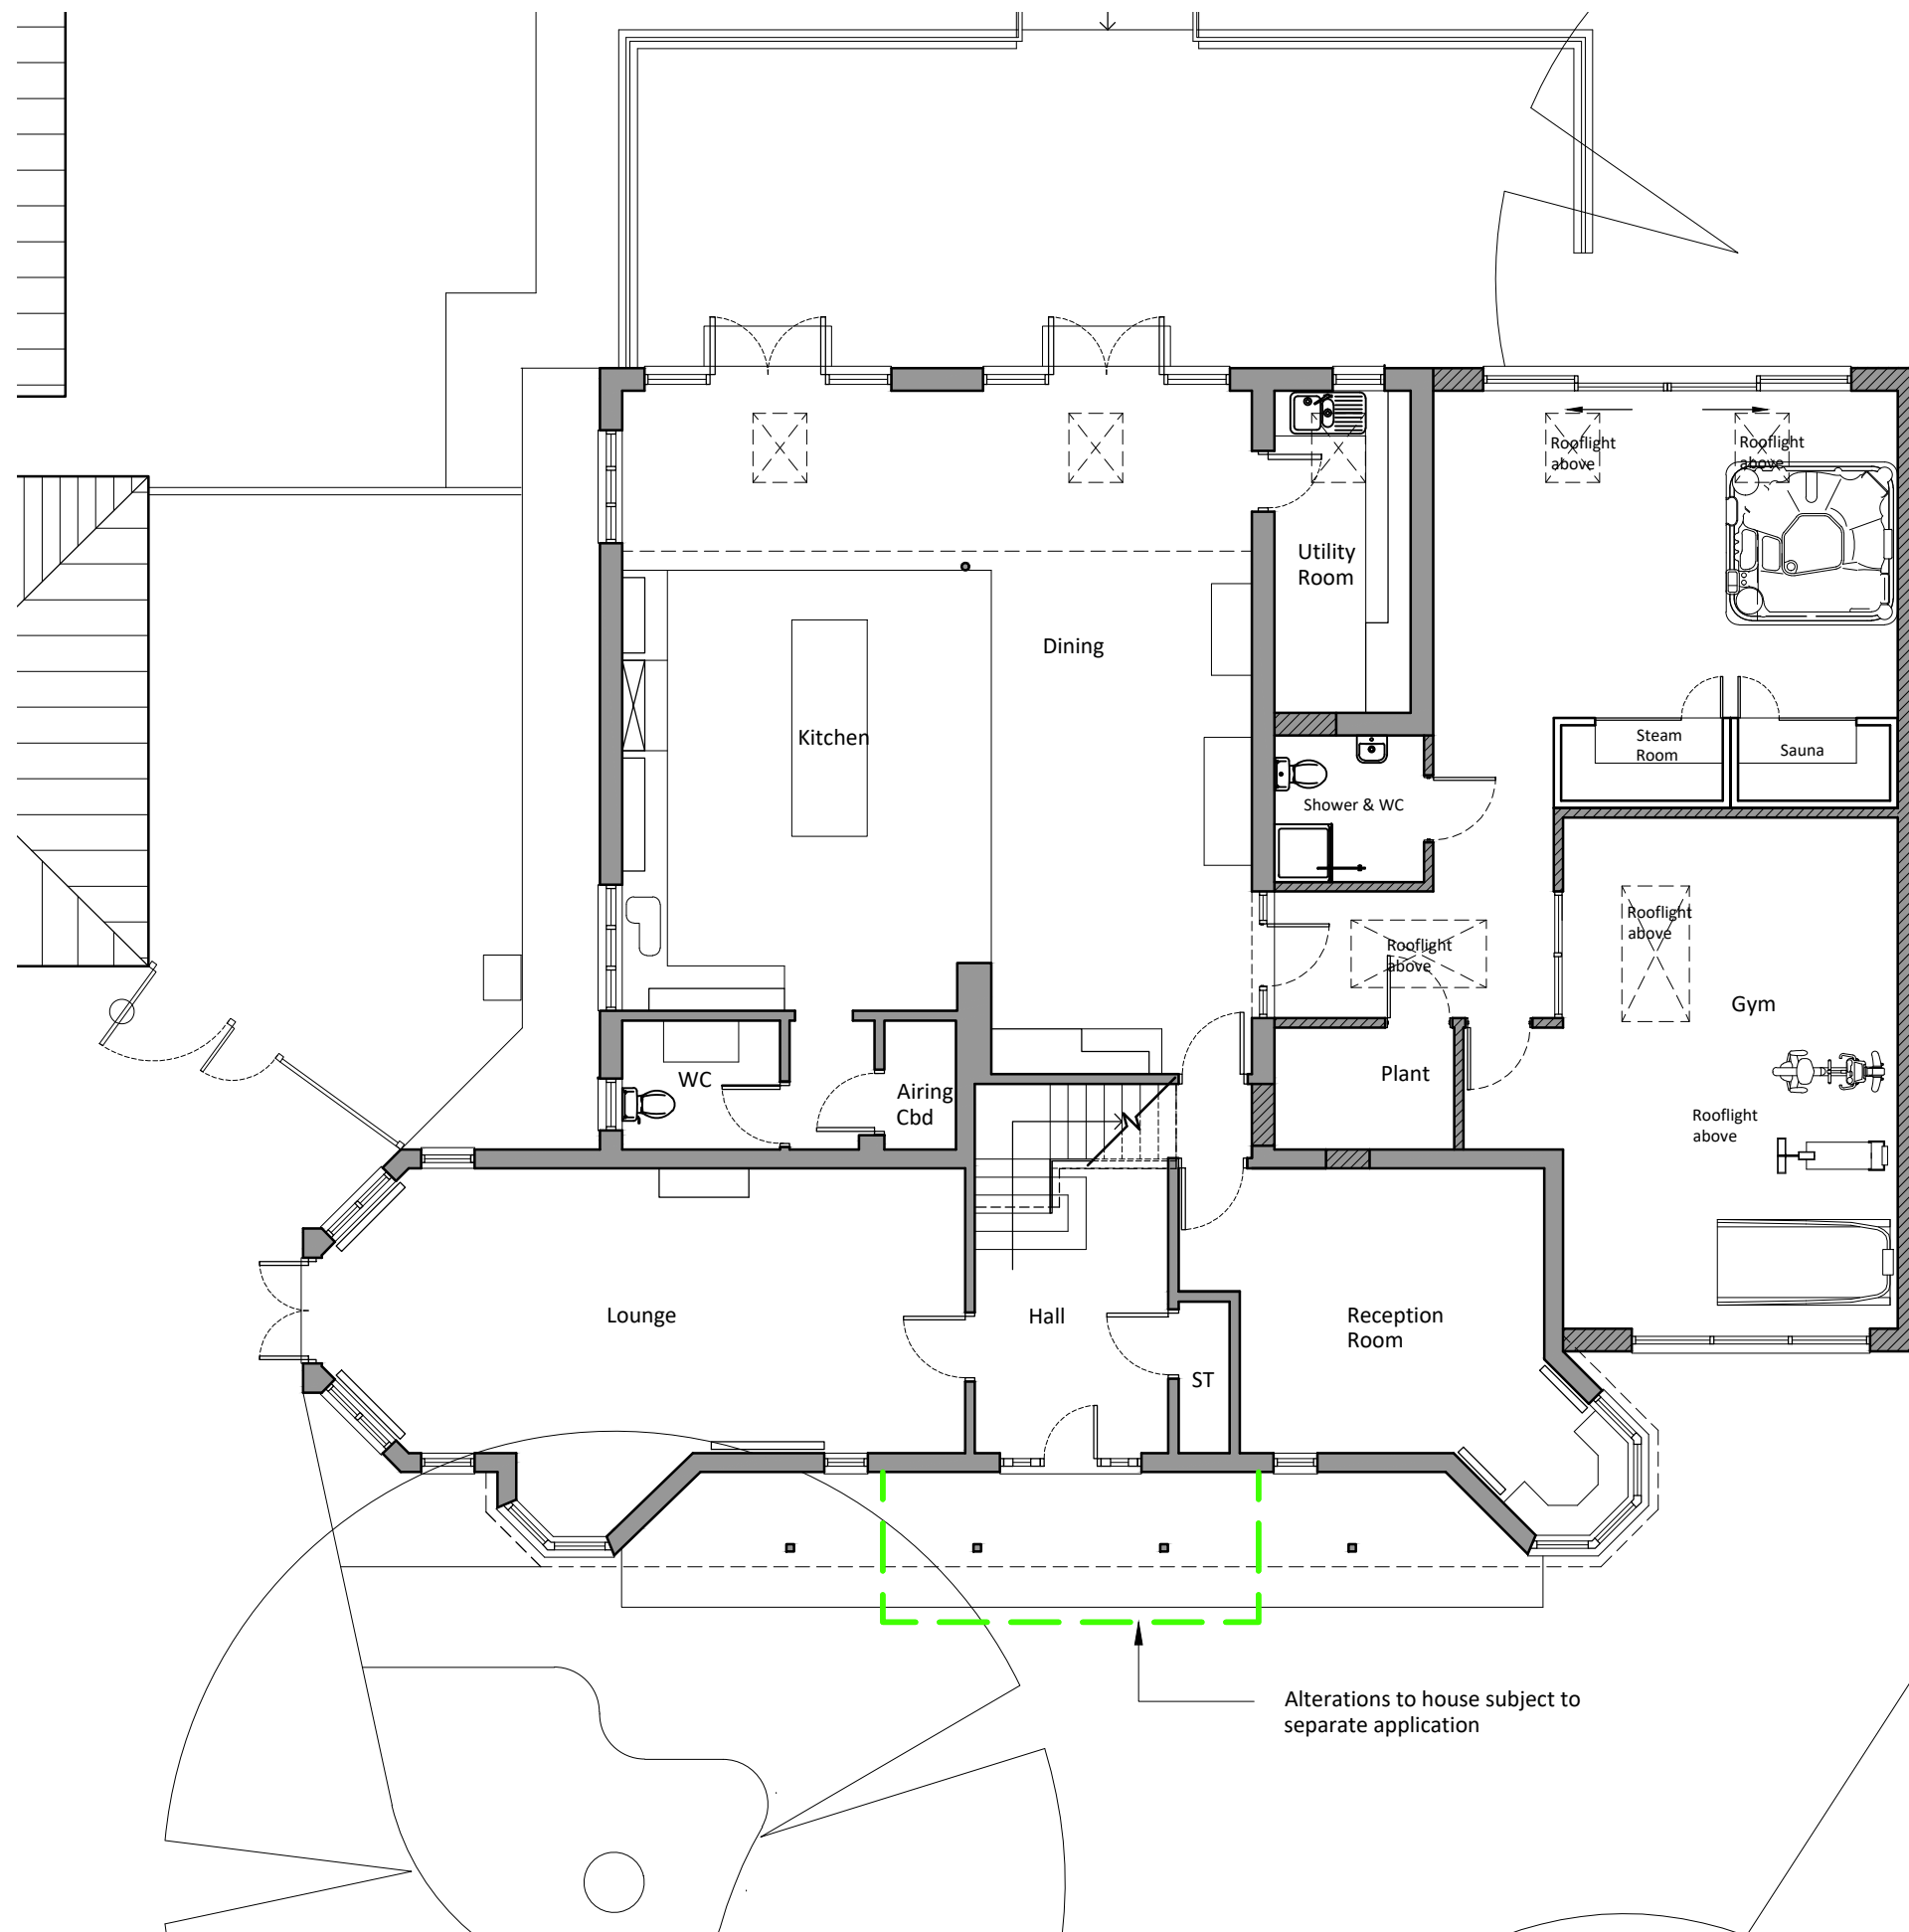 Rooflight
above
Rooflight
above
Utility
Room
Dining
Kitchen
Steam
Room
Sauna
Shower & WC
Rooflight
above
Rooflight
above
Gym
WC
Airing
Cbd
Plant
Rooflight
above
Lounge
Hall
Reception
Room
ST
Alterations to house subject to
separate application